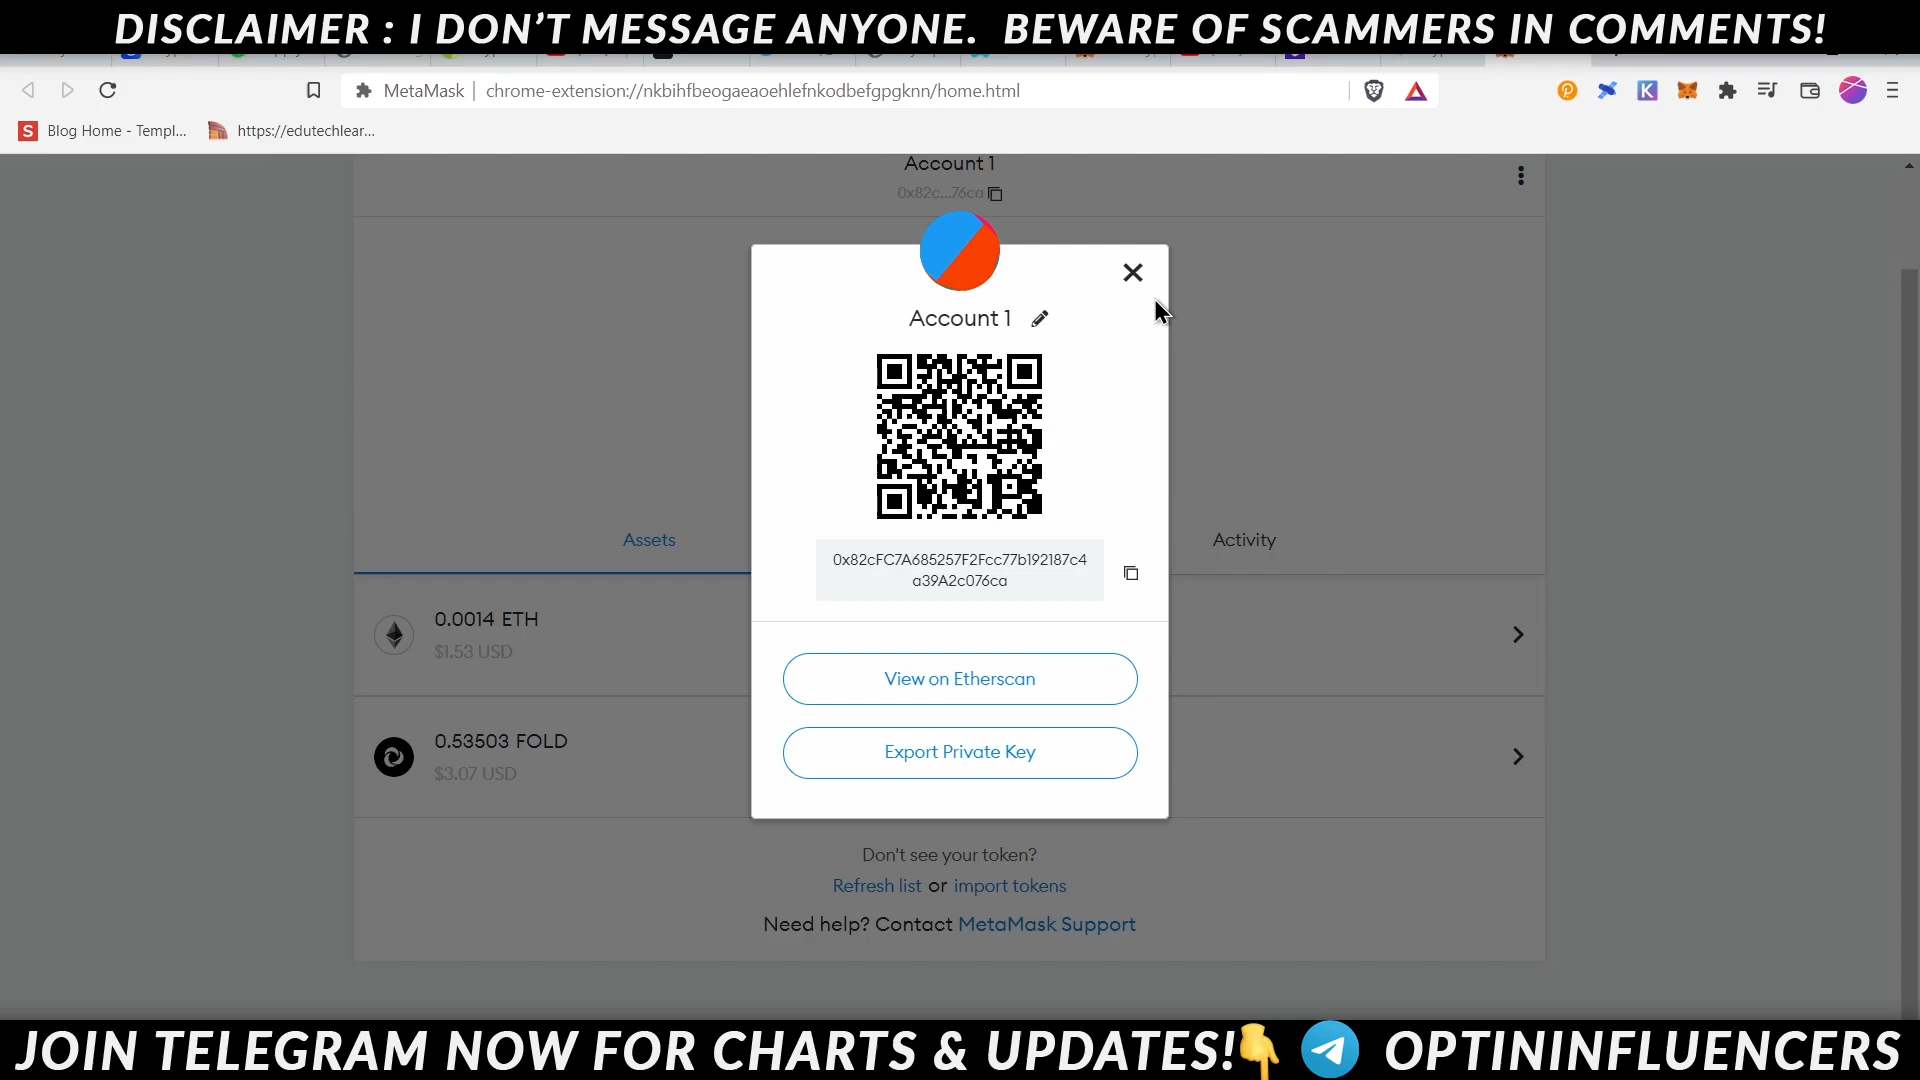 DISCLAIMER : I DON'T MESSAGE ANYONE. BEWARE OF SCAMMERS IN COMMENTS!
MetaMask | chrome-extension://nkbihfbeogaeaoehlefnkodbefgpgknn/home.html
Blog Home - Templ...
https://edutechlear...
Account 1
0x82c...76ca
Account 1
0x82cFC7A685257F2Fcc77b192187c4
a39A2c076ca
Assets
Activity
0.0014 ETH
$1.53 USD
View on Etherscan
0.53503 FOLD
$3.07 USD
Export Private Key
Don't see your token?
Refresh list or import tokens
Need help? Contact MetaMask Support
JOIN TELEGRAM NOW FOR CHARTS & UPDATES!👇 OPTININFLUENCERS